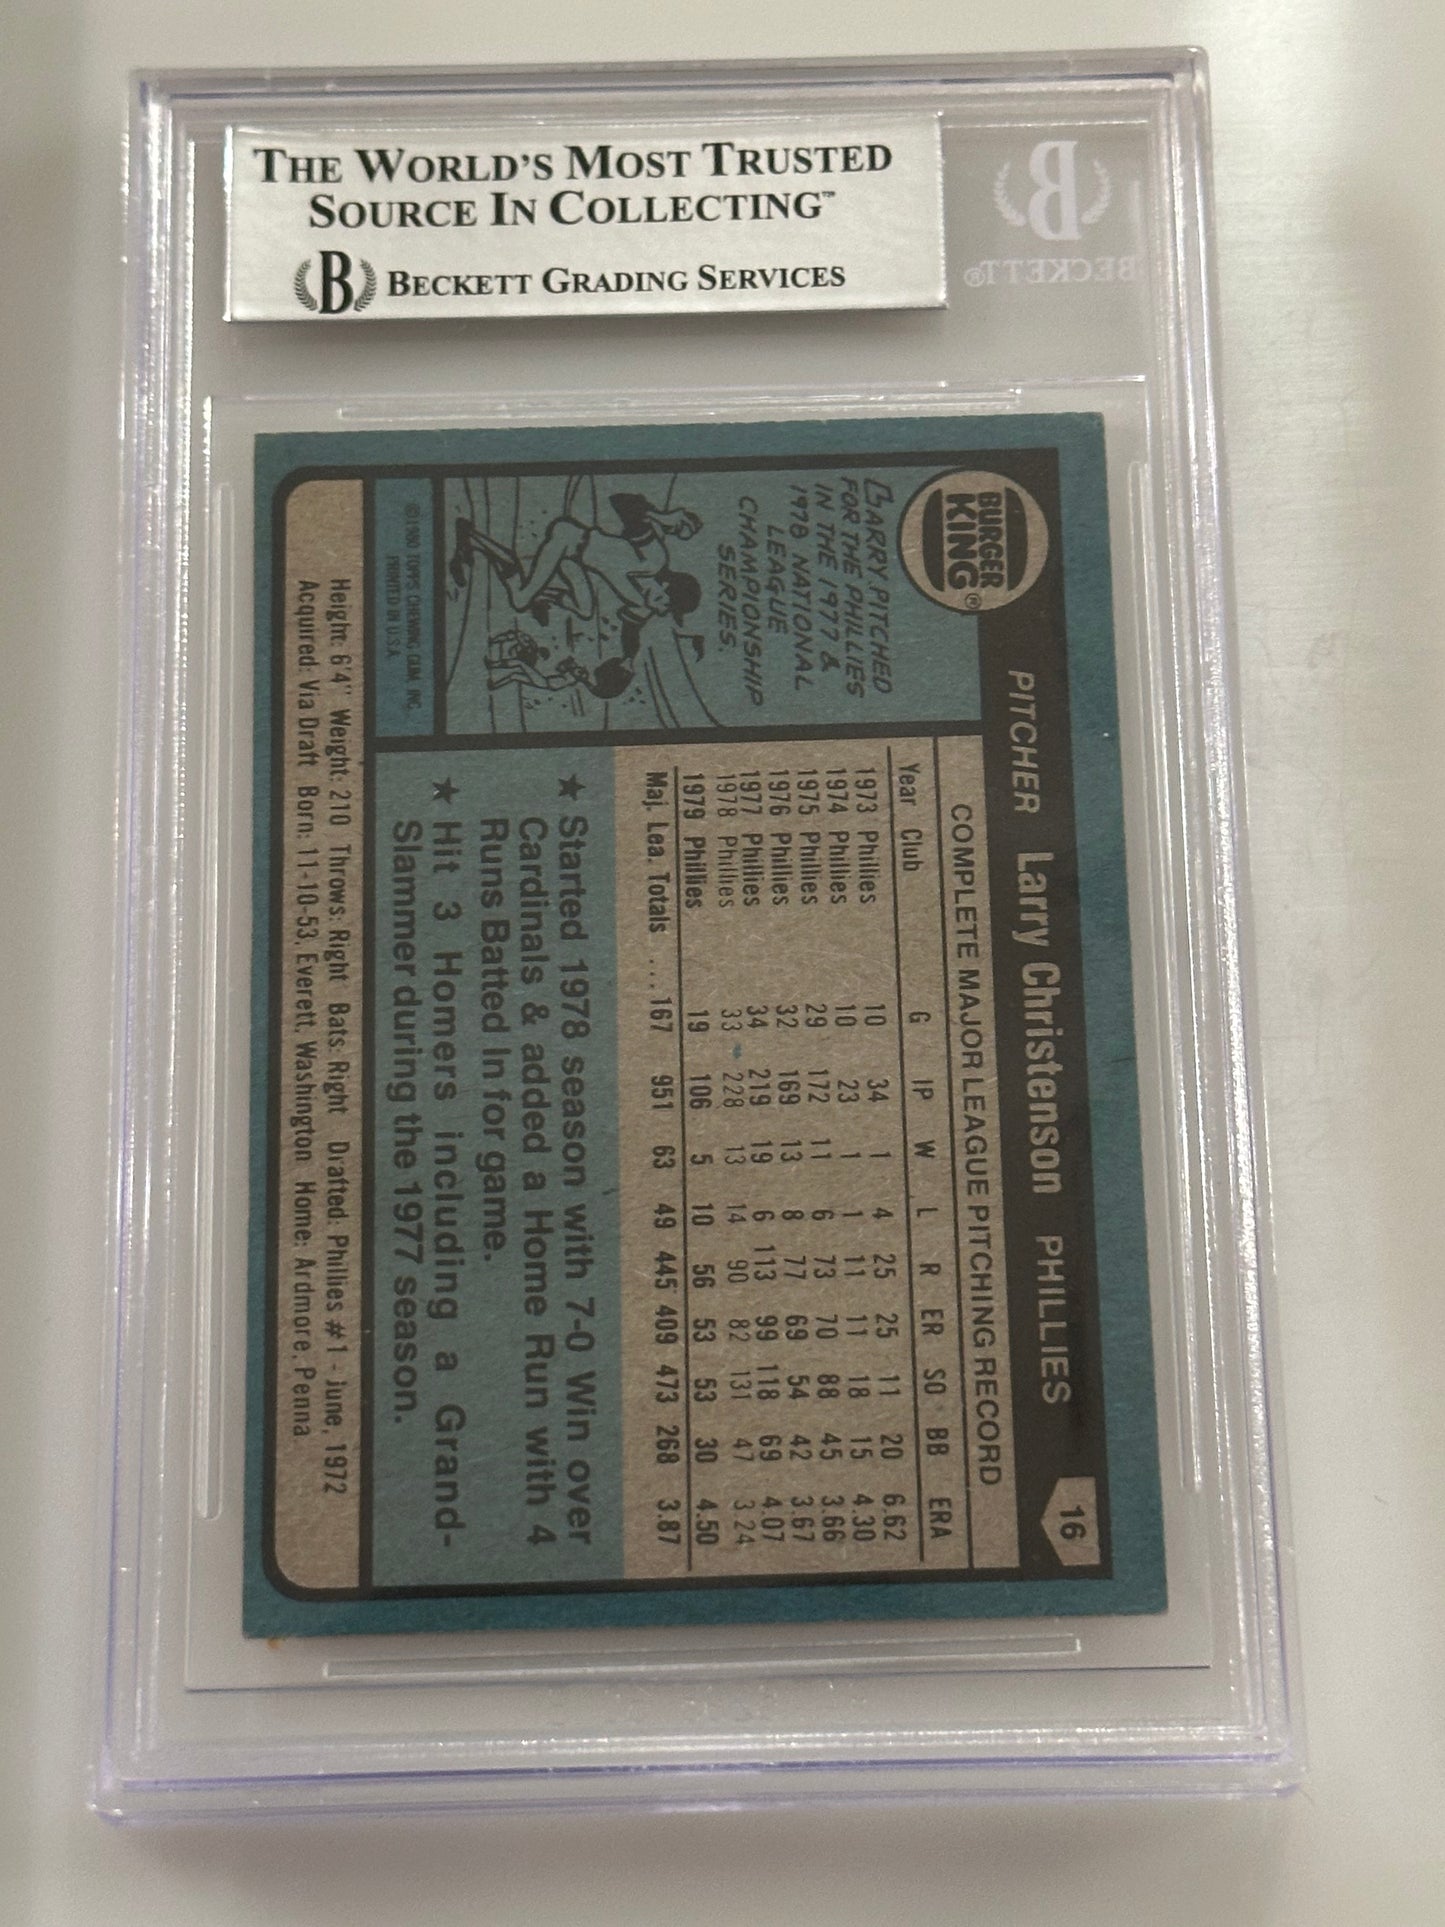 THE WORLD'S MOST TRUSTED
SOURCE IN COLLECTING™
B BECKETT GRADING SERVICES
B
BECKETT®
BURGER
KING®
PITCHER Larry Christenson PHILLIES
16
LARRY PITCHED
FOR THE PHILLIES
IN THE 1977 &
1978 NATIONAL
LEAGUE
CHAMPIONSHIP
SERIES.
COMPLETE MAJOR LEAGUE PITCHING RECORD
Year Club G IP W L R ER SO BB ERA
1973 Phillies 10 34 1 4 25 25 11 20 6.62
1974 Phillies 10 23 1 1 11 11 18 15 4.30
1975 Phillies 29 172 11 6 73 70 88 45 3.66
1976 Phillies 32 169 13 8 77 69 54 42 3.67
1977 Phillies 34 219 19 6 113 99 118 69 4.07
1978 Phillies 33 228 13 14 90 82 131 47 3.24
1979 Phillies 19 106 5 10 56 53 53 30 4.50
Maj. Lea. Totals ....167 951 63 49 445 409 473 268 3.87
★ Started 1978 season with 7-0 Win over
Cardinals & added a Home Run with 4
Runs Batted In for game.
★ Hit 3 Homers including a Grand-
Slammer during the 1977 season.
©1980 TOPPS CHEWING GUM, INC.
PRINTED IN U.S.A.
Height: 6'4" Weight: 210 Throws: Right Bats: Right Drafted: Phillies #1 - June, 1972
Acquired: Via Draft Born: 11-10-53, Everett, Washington Home: Ardmore, Penna.